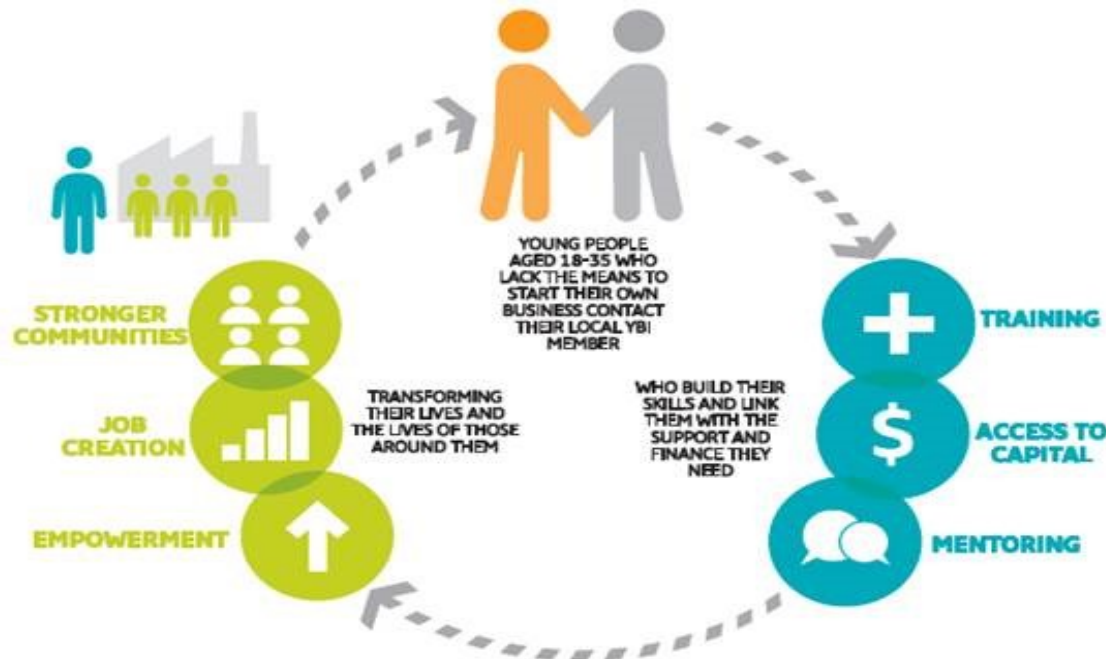 YOUNG PEOPLE
AGED 18-35 WHO
LACK THE MEANS TO
START THEIR OWN
BUSINESS CONTACT
THEIR LOCAL YBI
MEMBER
TRAINING
ACCESS TO
CAPITAL
MENTORING
WHO BUILD THEIR
SKILLS AND LINK
THEM WITH THE
SUPPORT AND
FINANCE THEY
NEED
$
EMPOWERMENT
JOB
CREATION
STRONGER
COMMUNITIES
TRANSFORMING
THEIR LIVES AND
THE LIVES OF THOSE
AROUND THEM